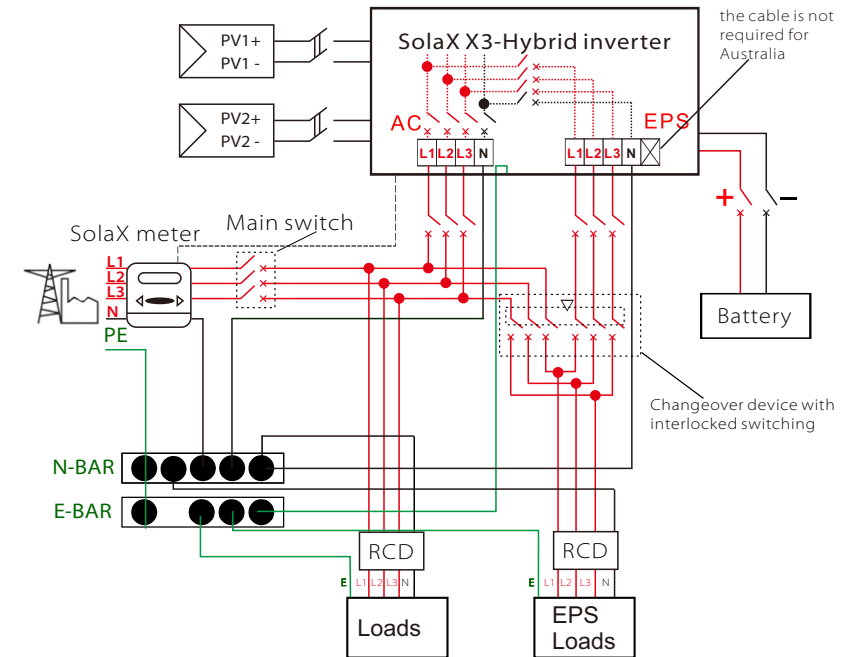 the cable is not
required for
Australia
PV1+
PV1 -
SolaX X3-Hybrid inverter
PV2+
PV2 -
AC
EPS
L1 L2 L3 N
L1 L2 L3 N
+ −
SolaX meter
Main switch
L1
L2
L3
N
PE
Battery
Changeover device with
interlocked switching
N-BAR
E-BAR
RCD
RCD
E L1 L2 L3 N
E L1 L2 L3 N
Loads
EPS
Loads